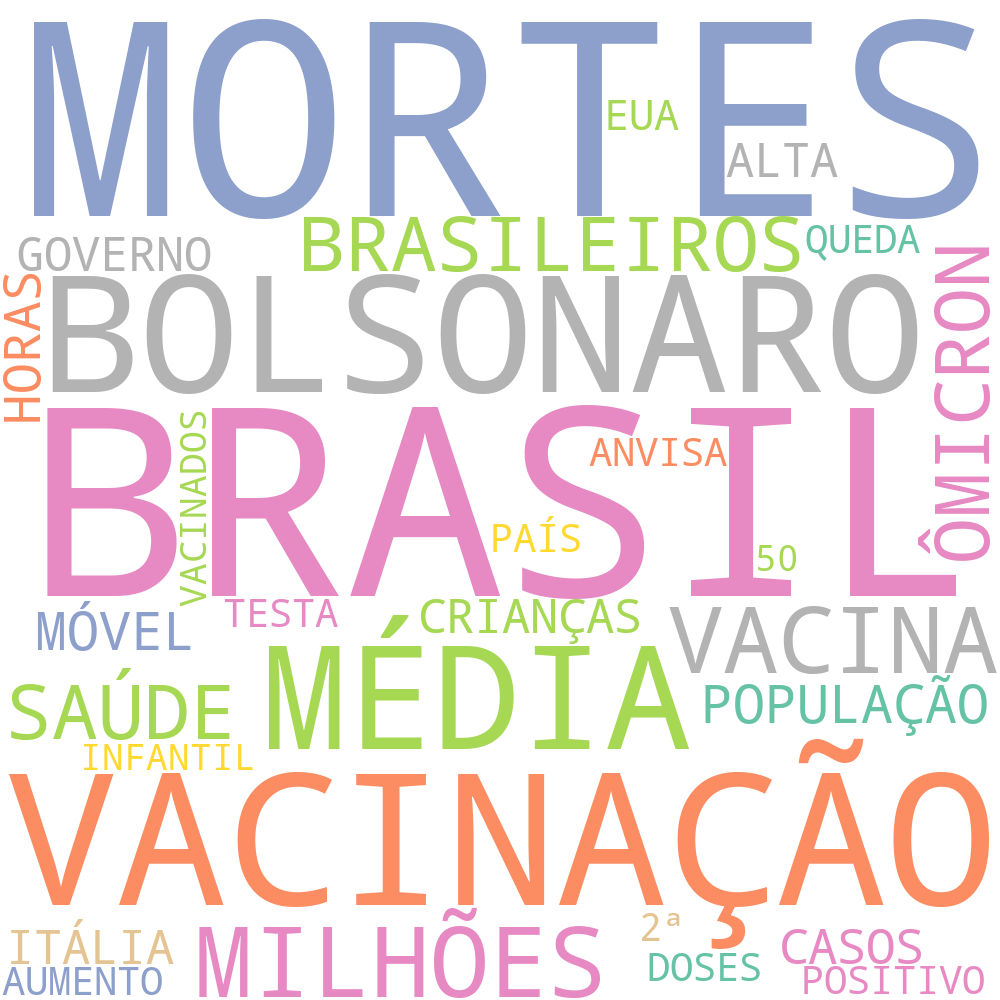 MORTES
EUA
ALTA
BRASILEIROS
QUEDA
GOVERNO
HORAS
BOLSONARO
ÔMICRON
BRASIL
VACINADOS
ANVISA
PAÍS
50
MÓVEL
TESTA
CRIANÇAS
VACINA
SAÚDE
MÉDIA
POPULAÇÃO
INFANTIL
VACINAÇÃO
ITÁLIA
MILHÕES
2ª
CASOS
AUMENTO
DOSES
POSITIVO